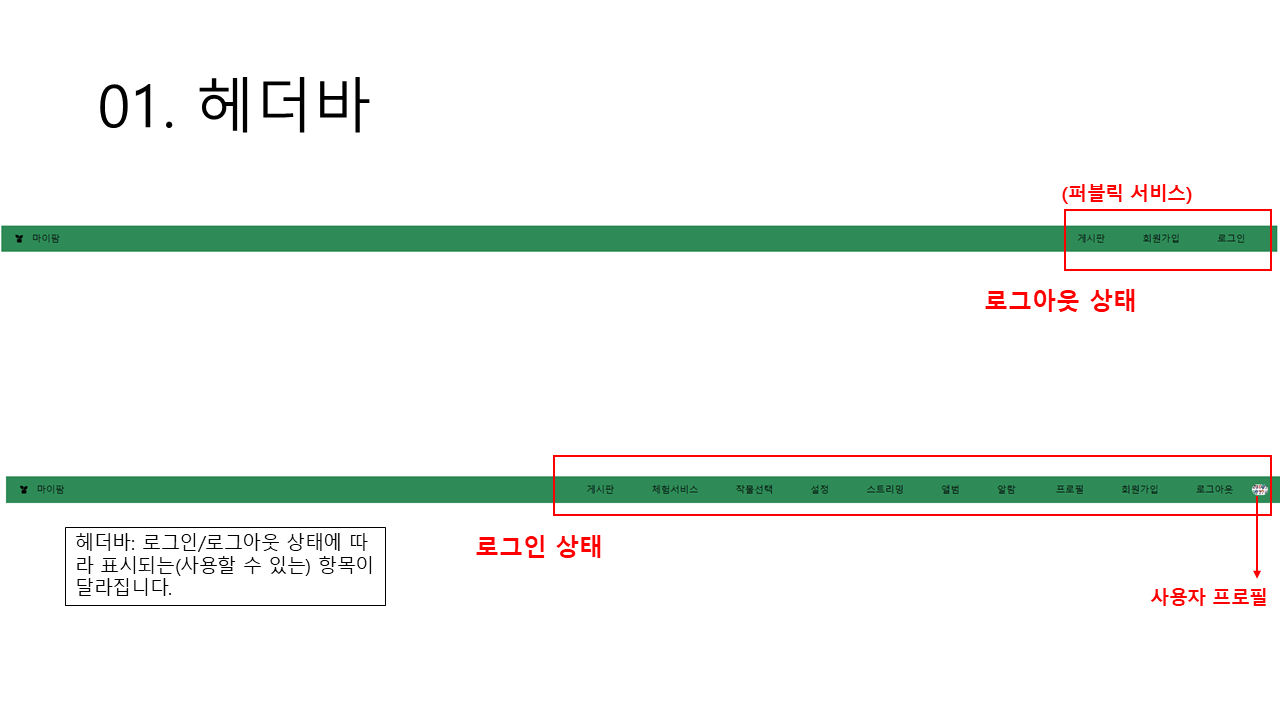 01. 헤더바
(퍼블릭 서비스)
마이팜 게시판 회원가입 로그인
로그아웃 상태
마이팜 게시판 체험서비스 작물선택 설정 스트리밍 앨범 알람 프로필 회원가입 로그아웃
로그인 상태
헤더바: 로그인/로그아웃 상태에 따
라 표시되는(사용할 수 있는) 항목이
달라집니다.
사용자 프로필